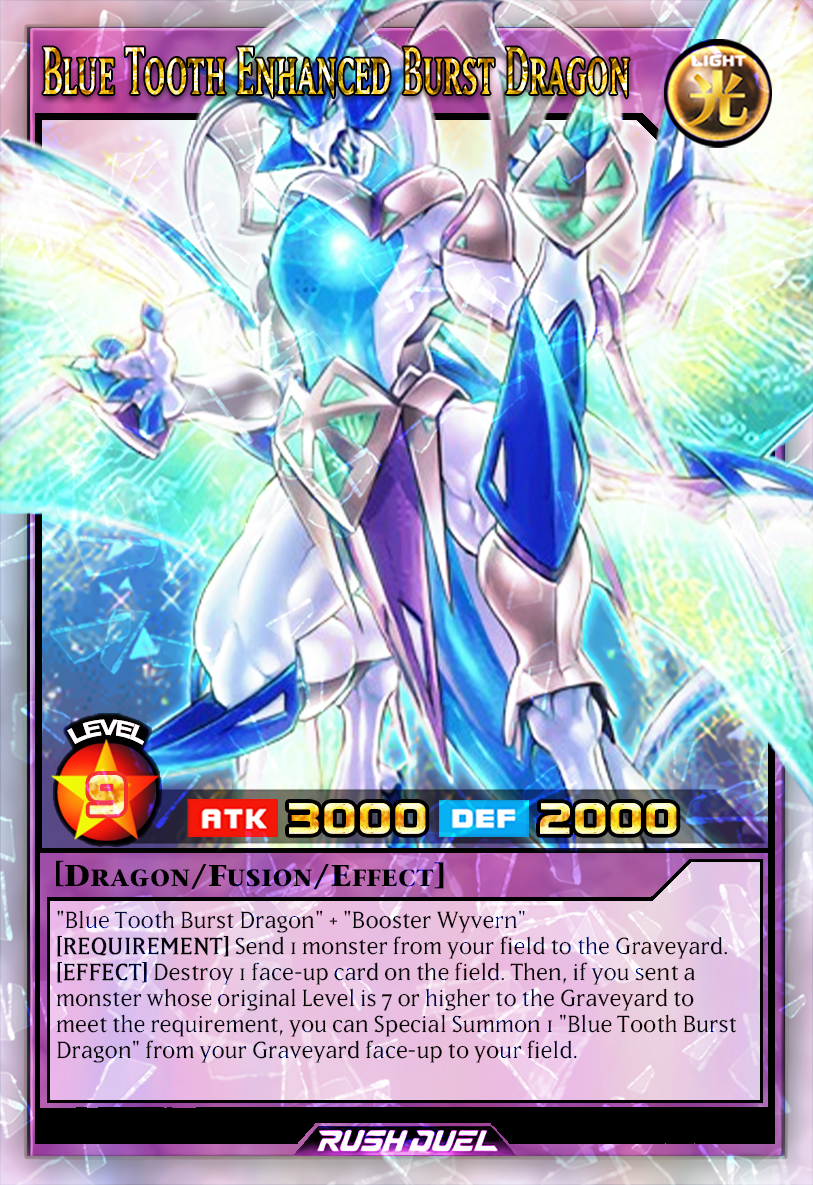 Blue Tooth Enhanced Burst Dragon
LIGHT
光
LEVEL
9
ATK 3000 DEF 2000
[Dragon/Fusion/Effect]
"Blue Tooth Burst Dragon" + "Booster Wyvern"
[REQUIREMENT] Send 1 monster from your field to the Graveyard.
[EFFECT] Destroy 1 face-up card on the field. Then, if you sent a
monster whose original Level is 7 or higher to the Graveyard to
meet the requirement, you can Special Summon 1 "Blue Tooth Burst
Dragon" from your Graveyard face-up to your field.
RUSH DUEL